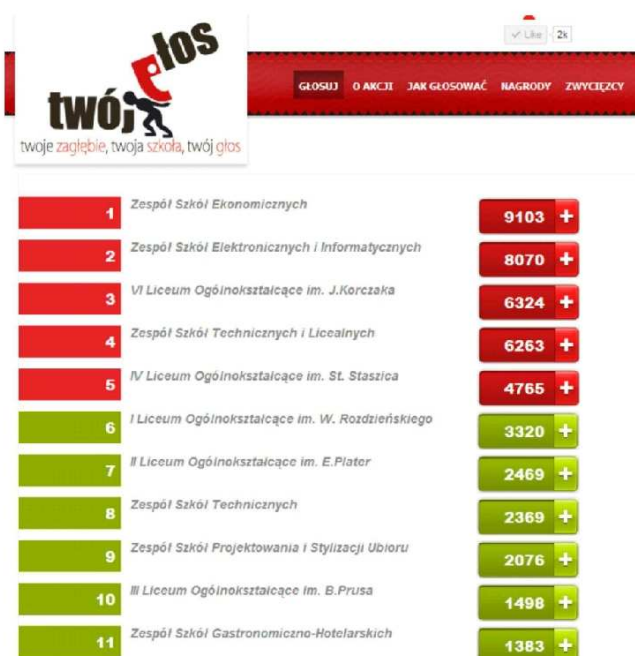 Like 2k
twój głos
twoje zagłębie, twoja szkoła, twój głos
GŁOSUJ O AKCJI JAK GŁOSOWAĆ NAGRODY ZWYCIĘZCY
1 Zespół Szkół Ekonomicznych 9103 +
2 Zespół Szkół Elektronicznych i Informatycznych 8070 +
3 VI Liceum Ogólnokształcące im. J.Korczaka 6324 +
4 Zespół Szkół Technicznych i Licealnych 6263 +
5 IV Liceum Ogólnokształcące im. St. Staszica 4765 +
6 I Liceum Ogólnokształcące im. W. Rozdzieńskiego 3320 +
7 II Liceum Ogólnokształcące im. E.Plater 2469 +
8 Zespół Szkół Technicznych 2369 +
9 Zespół Szkół Projektowania i Stylizacji Ubioru 2076 +
10 III Liceum Ogólnokształcące im. B.Prusa 1498 +
11 Zespół Szkół Gastronomiczno-Hotelarskich 1383 +